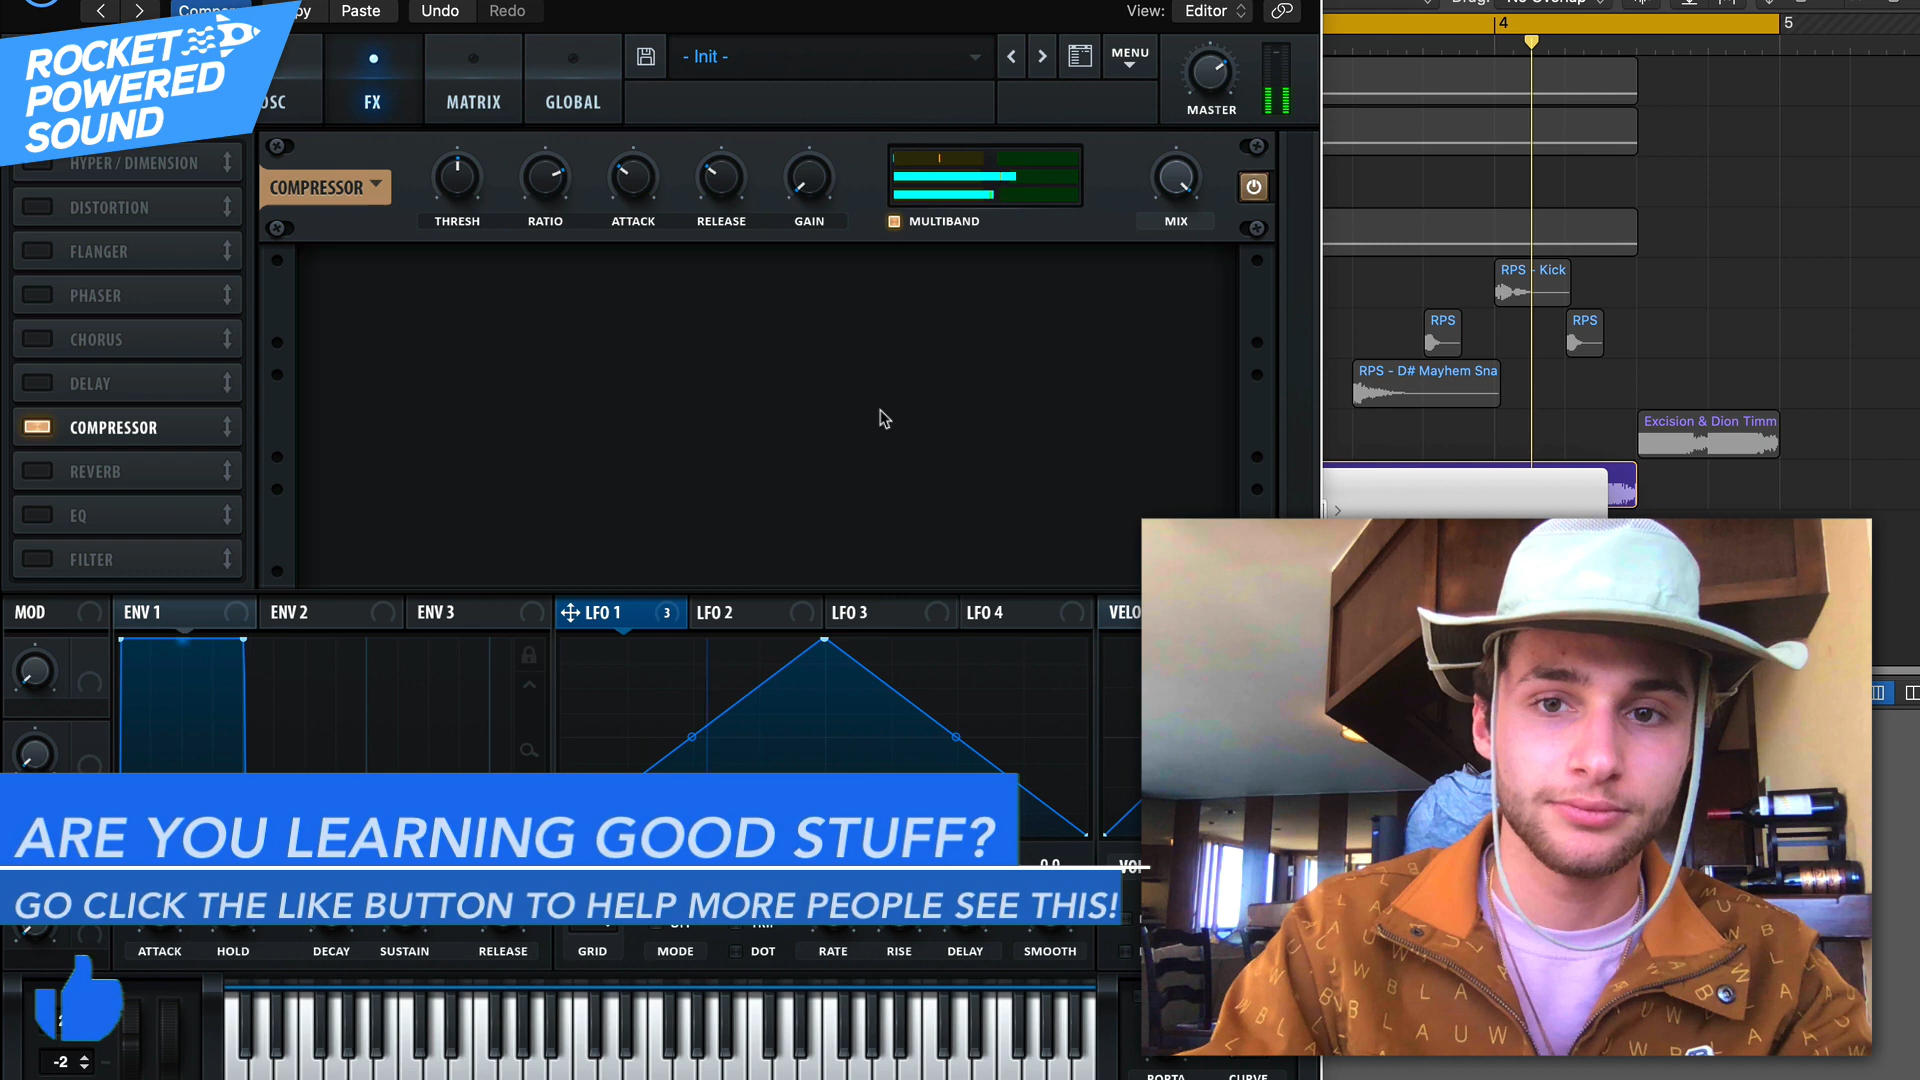 Compare
Paste
Undo
Redo
View:
Editor
ROCKET
POWERED
SOUND
FX
MATRIX
GLOBAL
- Init -
MENU
MASTER
4
5
HYPER / DIMENSION
DISTORTION
FLANGER
PHASER
CHORUS
DELAY
COMPRESSOR
REVERB
EQ
FILTER
COMPRESSOR
THRESH
RATIO
ATTACK
RELEASE
GAIN
MULTIBAND
MIX
RPS - Kick
RPS
RPS
RPS - D# Mayhem Sna
Excision & Dion Timm
MOD
ENV 1
ENV 2
ENV 3
LFO 1
3
LFO 2
LFO 3
LFO 4
VELO
ARE YOU LEARNING GOOD STUFF?
GO CLICK THE LIKE BUTTON TO HELP MORE PEOPLE SEE THIS!
ATTACK
HOLD
DECAY
SUSTAIN
RELEASE
GRID
MODE
DOT
RATE
RISE
DELAY
SMOOTH
-2
PORTA
CURVE